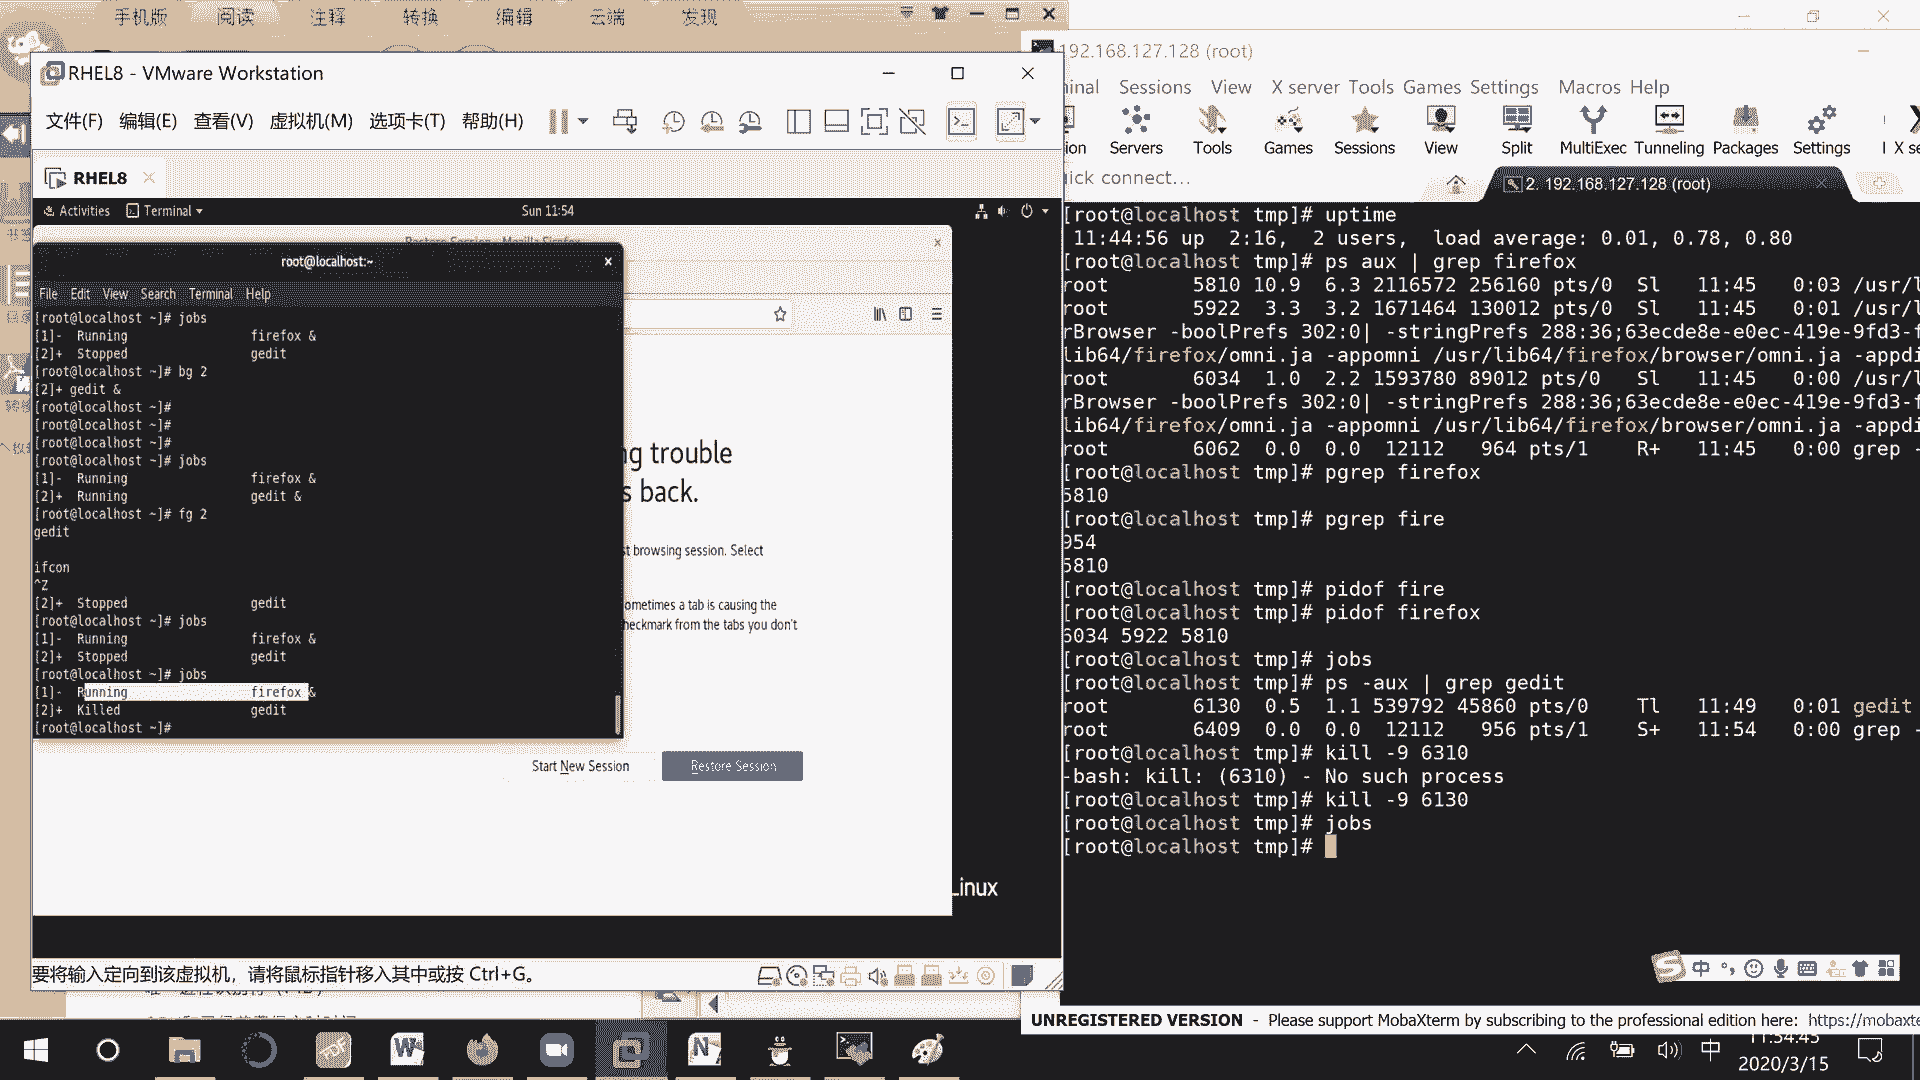 手机版 阅读 注释 转换 编辑 云端 发现
RHEL8 - VMware Workstation
文件(F) 编辑(E) 查看(V) 虚拟机(M) 选项卡(T) 帮助(H)
RHEL8
Activities Terminal Sun 11:54
Restore Session - Mozilla Firefox
root@localhost:~
File Edit View Search Terminal Help
[root@localhost ~]# jobs
[1]- Running firefox &
[2]+ Stopped gedit
[root@localhost ~]# bg 2
[2]+ gedit &
[root@localhost ~]#
[root@localhost ~]#
[root@localhost ~]#
[root@localhost ~]# jobs
[1]- Running firefox &
[2]+ Running gedit &
[root@localhost ~]# fg 2
gedit
ifcon
^Z
[2]+ Stopped gedit
[root@localhost ~]# jobs
[1]- Running firefox &
[2]+ Stopped gedit
[root@localhost ~]# jobs
[1]- Running firefox &
[2]+ Killed gedit
[root@localhost ~]#
ng trouble
s back.
st browsing session. Select
ometimes a tab is causing the
heckmark from the tabs you don't
Start New Session Restore Session
Linux
要将输入定向到该虚拟机，请将鼠标指针移入其中或按 Ctrl+G。
192.168.127.128 (root)
inal Sessions View X server Tools Games Settings Macros Help
ion Servers Tools Games Sessions View Split MultiExec Tunneling Packages Settings X se
ick connect...
2. 192.168.127.128 (root)
[root@localhost tmp]# uptime
11:44:56 up 2:16, 2 users, load average: 0.01, 0.78, 0.80
[root@localhost tmp]# ps aux | grep firefox
root 5810 10.9 6.3 2116572 256160 pts/0 Sl 11:45 0:03 /usr/l
root 5922 3.3 3.2 1671464 130012 pts/0 Sl 11:45 0:01 /usr/l
rBrowser -boolPrefs 302:0| -stringPrefs 288:36;63ecde8e-e0ec-419e-9fd3-f
lib64/firefox/omni.ja -appomni /usr/lib64/firefox/browser/omni.ja -appdi
root 6034 1.0 2.2 1593780 89012 pts/0 Sl 11:45 0:00 /usr/l
rBrowser -boolPrefs 302:0| -stringPrefs 288:36;63ecde8e-e0ec-419e-9fd3-f
lib64/firefox/omni.ja -appomni /usr/lib64/firefox/browser/omni.ja -appdi
root 6062 0.0 0.0 12112 964 pts/1 R+ 11:45 0:00 grep -
[root@localhost tmp]# pgrep firefox
5810
[root@localhost tmp]# pgrep fire
954
5810
[root@localhost tmp]# pidof fire
[root@localhost tmp]# pidof firefox
6034 5922 5810
[root@localhost tmp]# jobs
[root@localhost tmp]# ps -aux | grep gedit
root 6130 0.5 1.1 539792 45860 pts/0 Tl 11:49 0:01 gedit
root 6409 0.0 0.0 12112 956 pts/1 S+ 11:54 0:00 grep -
[root@localhost tmp]# kill -9 6310
-bash: kill: (6310) - No such process
[root@localhost tmp]# kill -9 6130
[root@localhost tmp]# jobs
[root@localhost tmp]#
中
UNREGISTERED VERSION - Please support MobaXterm by subscribing to the professional edition here: https://mobaxte
中
11:54:43
2020/3/15